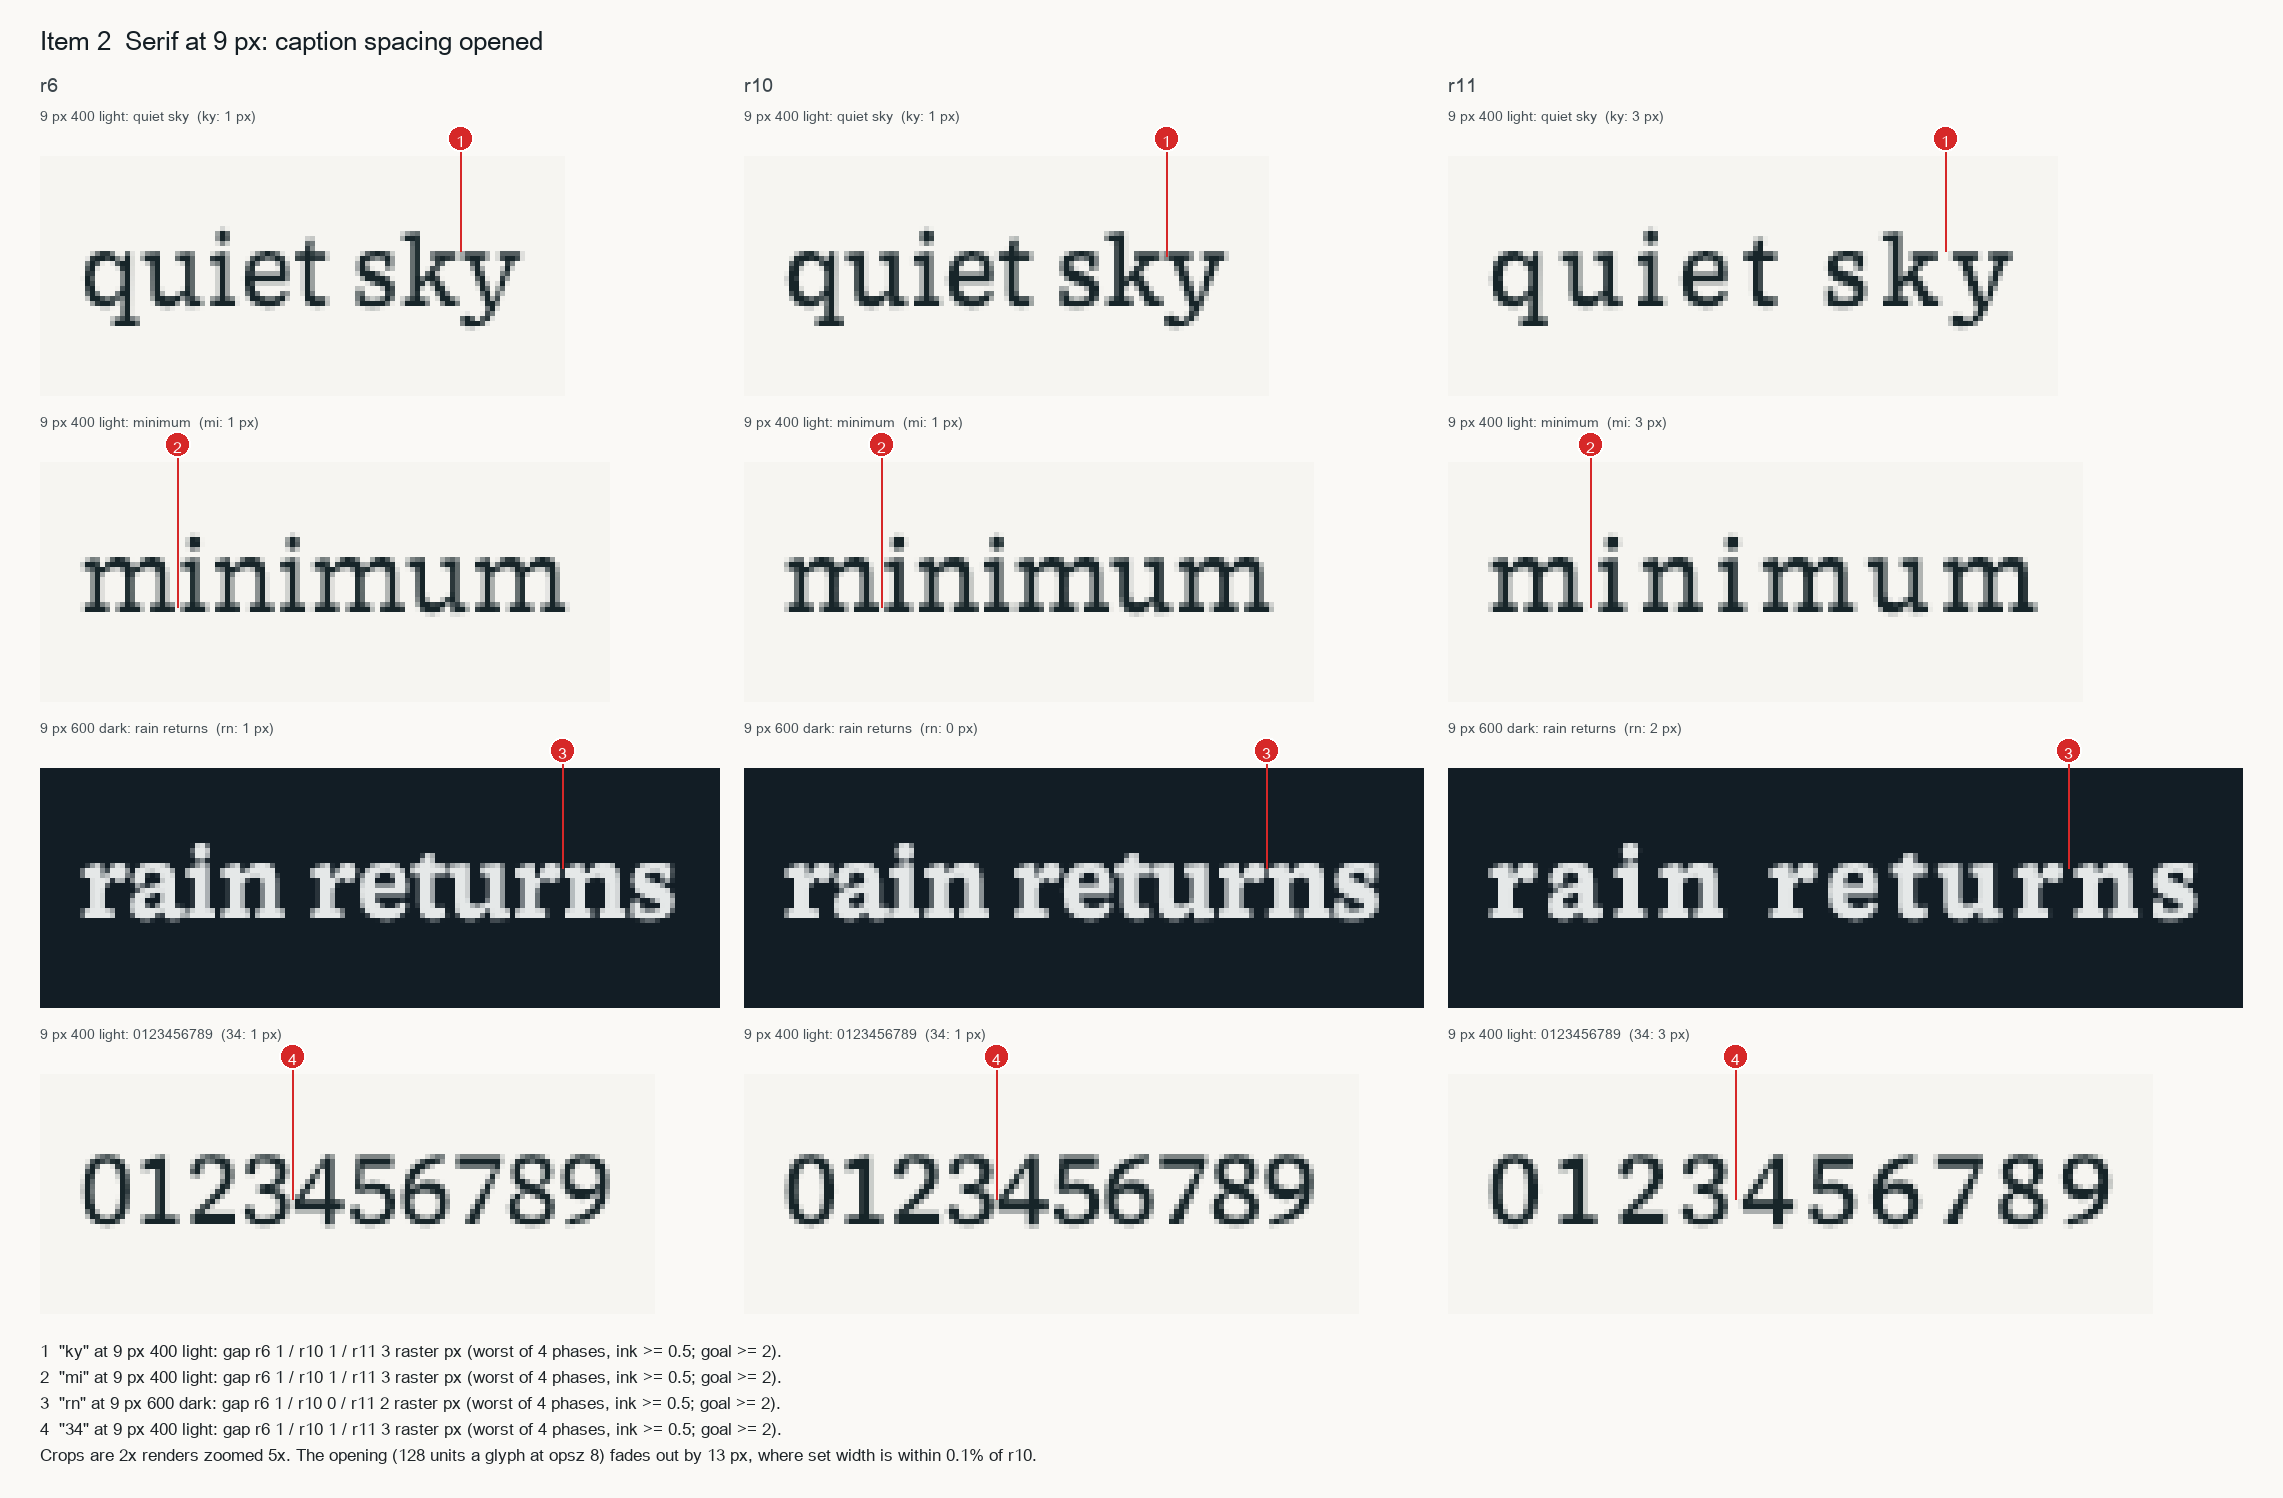 Item 2  Serif at 9 px: caption spacing opened
r6
r10
r11
9 px 400 light: quiet sky  (ky: 1 px)
9 px 400 light: quiet sky  (ky: 1 px)
9 px 400 light: quiet sky  (ky: 3 px)
1
1
1
quiet sky
quiet sky
quiet sky
9 px 400 light: minimum  (mi: 1 px)
9 px 400 light: minimum  (mi: 1 px)
9 px 400 light: minimum  (mi: 3 px)
2
2
2
minimum
minimum
minimum
9 px 600 dark: rain returns  (rn: 1 px)
9 px 600 dark: rain returns  (rn: 0 px)
9 px 600 dark: rain returns  (rn: 2 px)
3
3
3
rain returns
rain returns
rain returns
9 px 400 light: 0123456789  (34: 1 px)
9 px 400 light: 0123456789  (34: 1 px)
9 px 400 light: 0123456789  (34: 3 px)
4
4
4
0123456789
0123456789
0123456789
1  "ky" at 9 px 400 light: gap r6 1 / r10 1 / r11 3 raster px (worst of 4 phases, ink >= 0.5; goal >= 2).
2  "mi" at 9 px 400 light: gap r6 1 / r10 1 / r11 3 raster px (worst of 4 phases, ink >= 0.5; goal >= 2).
3  "rn" at 9 px 600 dark: gap r6 1 / r10 0 / r11 2 raster px (worst of 4 phases, ink >= 0.5; goal >= 2).
4  "34" at 9 px 400 light: gap r6 1 / r10 1 / r11 3 raster px (worst of 4 phases, ink >= 0.5; goal >= 2).
Crops are 2x renders zoomed 5x. The opening (128 units a glyph at opsz 8) fades out by 13 px, where set width is within 0.1% of r10.